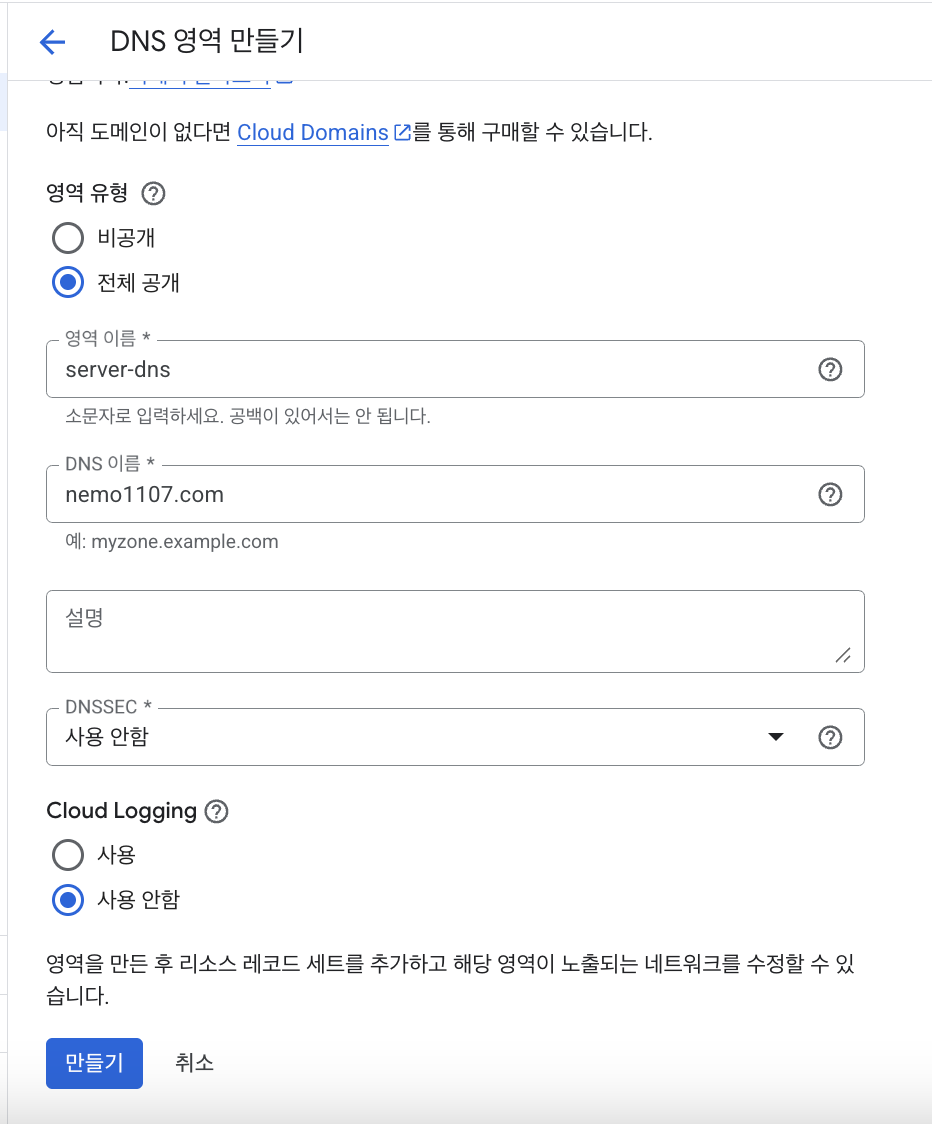 DNS 영역 만들기
아직 도메인이 없다면 Cloud Domains를 통해 구매할 수 있습니다.
영역 유형
비공개
전체 공개
영역 이름 *
server-dns
소문자로 입력하세요. 공백이 있어서는 안 됩니다.
DNS 이름 *
nemo1107.com
예: myzone.example.com
설명
DNSSEC *
사용 안함
Cloud Logging
사용
사용 안함
영역을 만든 후 리소스 레코드 세트를 추가하고 해당 영역이 노출되는 네트워크를 수정할 수 있
습니다.
만들기 취소